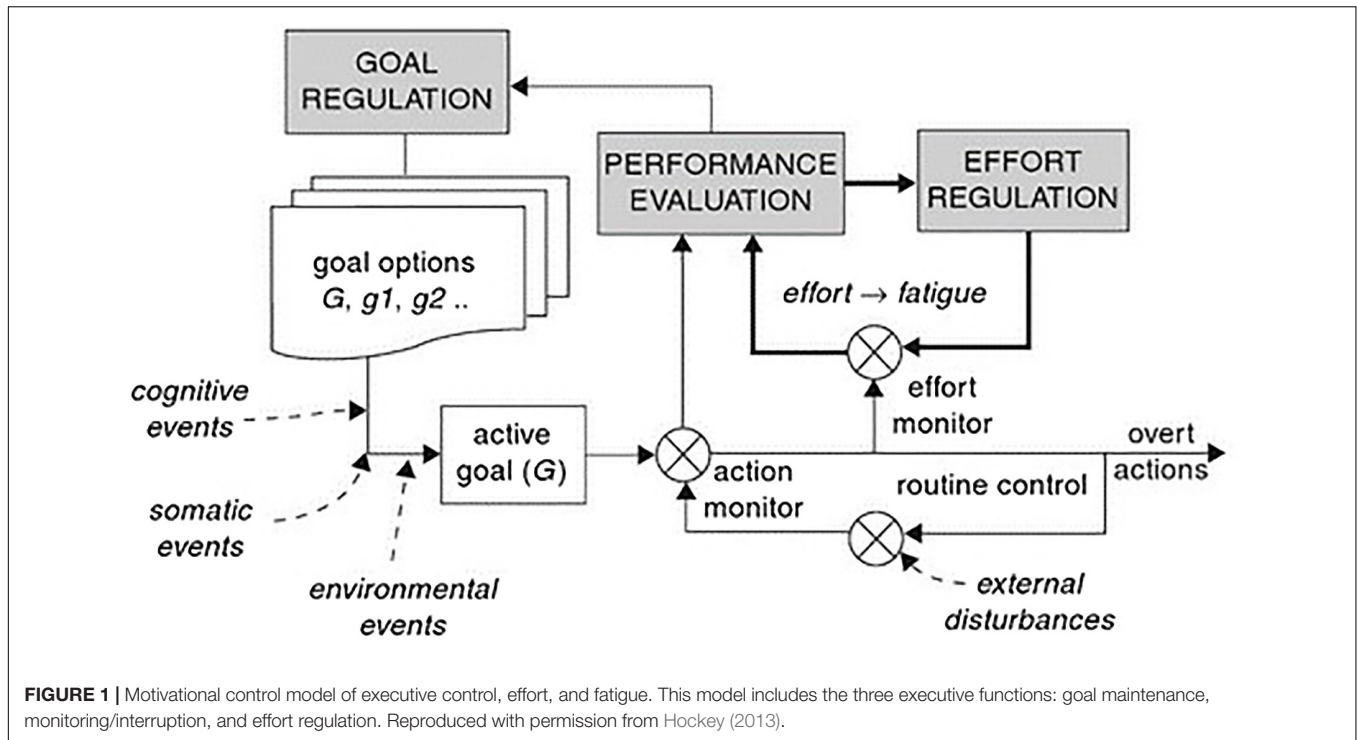 GOAL
REGULATION
PERFORMANCE
EVALUATION
EFFORT
REGULATION
goal options
G, g1, g2 ..
effort → fatigue
cognitive
events
effort
monitor
active
goal (G)
action
monitor
overt
actions
routine control
somatic
events
environmental
events
external
disturbances
FIGURE 1 | Motivational control model of executive control, effort, and fatigue. This model includes the three executive functions: goal maintenance,
monitoring/interruption, and effort regulation. Reproduced with permission from Hockey (2013).